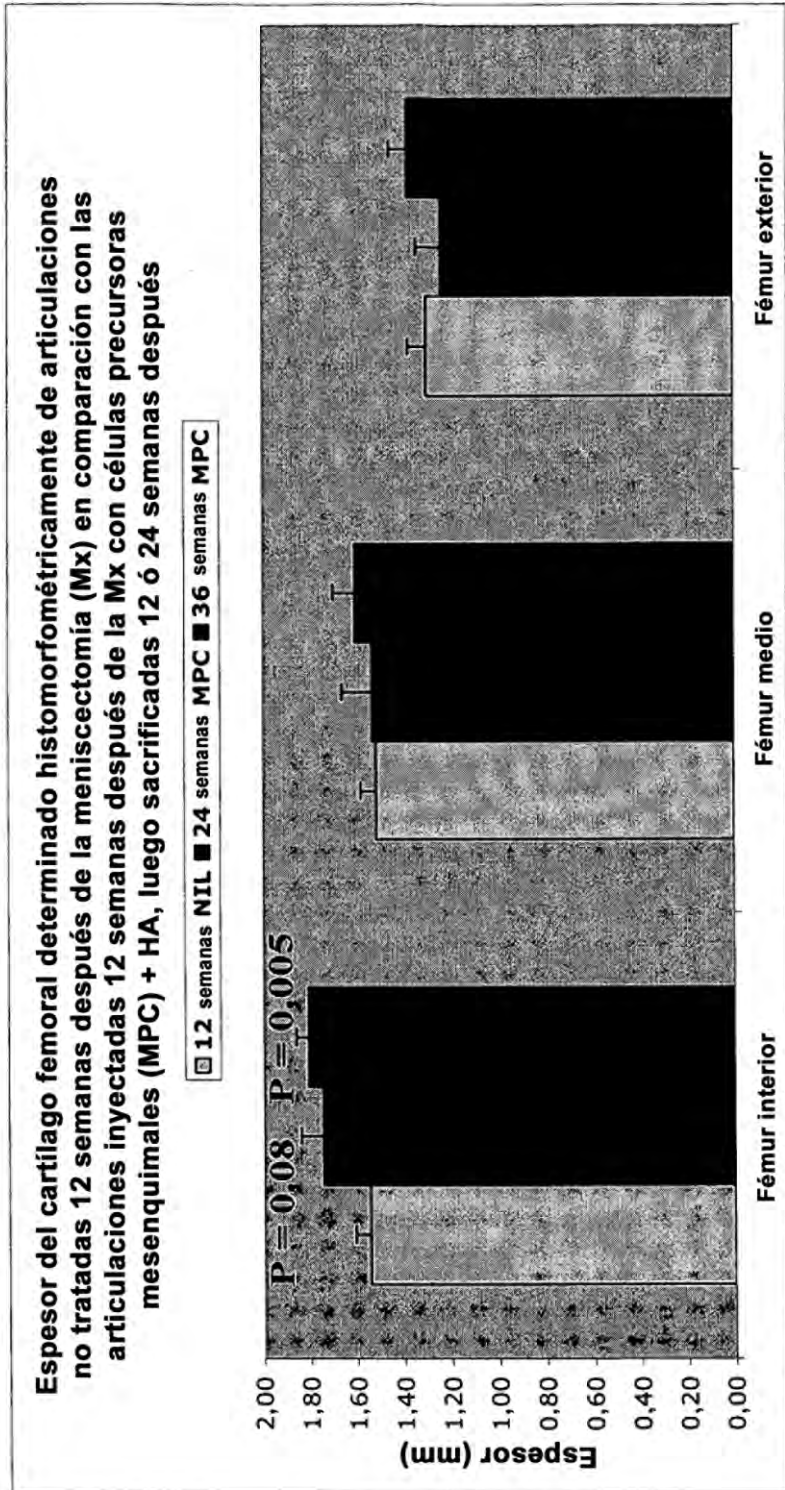 Espesor del cartílago femoral determinado histomorfométricamente de articulaciones
no tratadas 12 semanas después de la meniscectomía (Mx) en comparación con las
articulaciones inyectadas 12 semanas después de la Mx con células precursoras
mesenquimales (MPC) + HA, luego sacrificadas 12 ó 24 semanas después
12 semanas NIL 24 semanas MPC 36 semanas MPC
Espesor (mm)
2,00
1,80
1,60
1,40
1,20
1,00
0,80
0,60
0,40
0,20
0,00
P = 0,08 P = 0,005
Fémur interior
Fémur medio
Fémur exterior